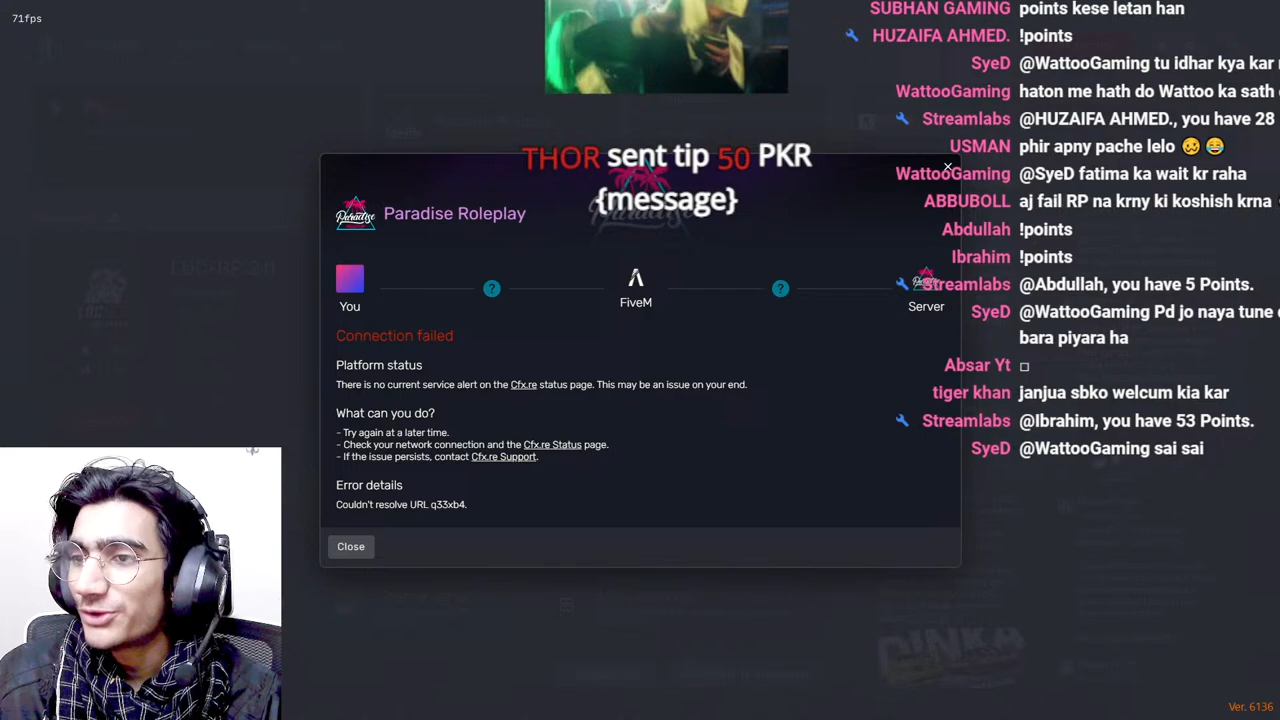 71fps
THOR sent tip 50 PKR
{message}
Paradise
Paradise Roleplay
You
FiveM
Server
Connection failed
Platform status
There is no current service alert on the Cfx.re status page. This may be an issue on your end.
What can you do?
- Try again at a later time.
- Check your network connection and the Cfx.re Status page.
- If the issue persists, contact Cfx.re Support.
Error details
Couldn't resolve URL q33xb4.
Close
SUBHAN GAMING points kese letan han
HUZAIFA AHMED. !points
SyeD @WattooGaming tu idhar kya kar
WattooGaming haton me hath do Wattoo ka sath
Streamlabs @HUZAIFA AHMED., you have 28
USMAN phir apny pache lelo 🥴 😂
WattooGaming @SyeD fatima ka wait kr raha
ABBUBOLL aj fail RP na krny ki koshish krna
Abdullah !points
Ibrahim !points
Streamlabs @Abdullah, you have 5 Points.
SyeD @WattooGaming Pd jo naya tune
bara piyara ha
Absar Yt □
tiger khan janjua sbko welcum kia kar
Streamlabs @Ibrahim, you have 53 Points.
SyeD @WattooGaming sai sai
Ver. 6136